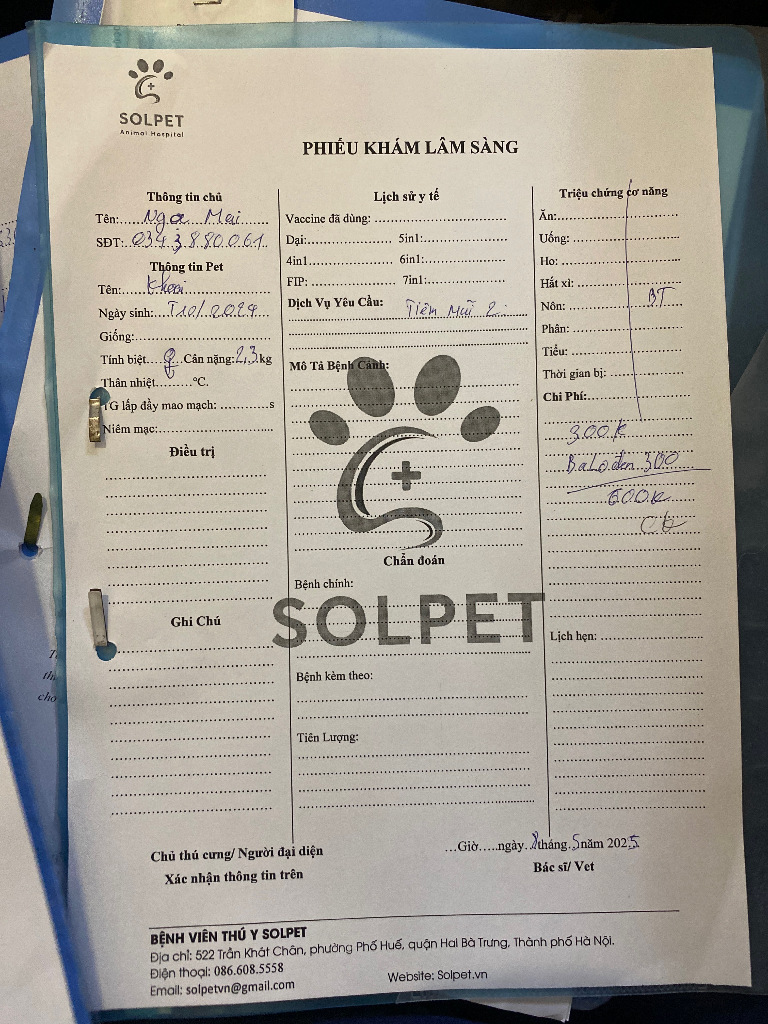 SOLPET
Animal Hospital
PHIẾU KHÁM LÂM SÀNG
Thông tin chủ
Tên: Nga Mai
SĐT: 0343.880.061
Thông tin Pet
Tên: Khoai
Ngày sinh: T10/2024
Giống:
Tính biệt ♀ Cân nặng: 2,3 kg
Thân nhiệt ℃.
TG lấp đầy mao mạch: s
Niêm mạc:
Điều trị
Ghi Chú
Lịch sử y tế
Vaccine đã dùng:
Dại: 5in1:
4in1 6in1:
FIP: 7in1:
Dịch Vụ Yêu Cầu: Tiêm Mũi 2
Mô Tả Bệnh Cảnh:
Chẩn đoán
Bệnh chính:
SOLPET
Bệnh kèm theo:
Tiên Lượng:
Triệu chứng cơ năng
Ăn:
Uống:
Ho:
Hắt xì:
Nôn: BT
Phân:
Tiểu:
Thời gian bị:
Chi Phí:
300k
Balo đen 300
600k
Lịch hẹn:
Chủ thú cưng/ Người đại diện
Xác nhận thông tin trên
...Giờ.....ngày 8 tháng 5 năm 2025
Bác sĩ/ Vet
BỆNH VIÊN THÚ Y SOLPET
Địa chỉ: 522 Trần Khát Chân, phường Phố Huế, quận Hai Bà Trưng, Thành phố Hà Nội.
Điện thoại: 086.608.5558
Email: solpetvn@gmail.com
Website: Solpet.vn